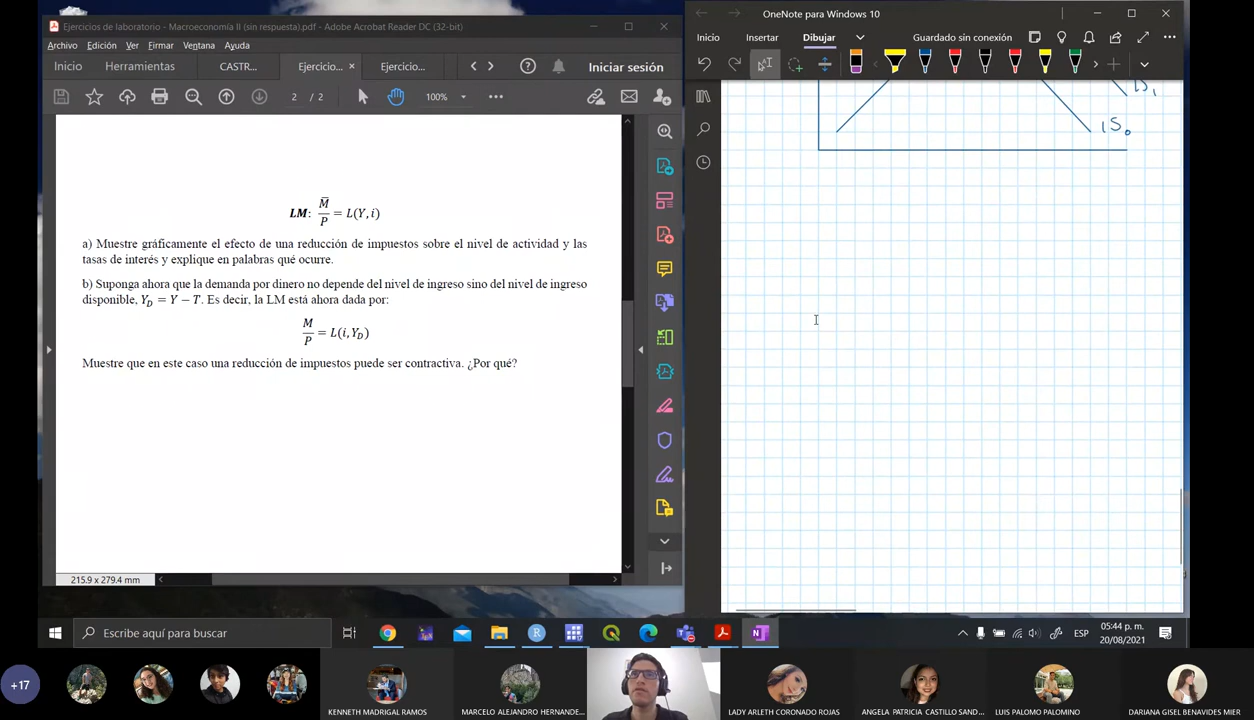 Ejercicios de laboratorio - Macroeconomía II (sin respuesta).pdf - Adobe Acrobat Reader DC (32-bit)
Archivo Edición Ver Firmar Ventana Ayuda
Inicio Herramientas CASTR... Ejercicio... × Ejercicio... Iniciar sesión
2 / 2 100%
LM: M̅/P = L(Y, i)
a) Muestre gráficamente el efecto de una reducción de impuestos sobre el nivel de actividad y las
tasas de interés y explique en palabras qué ocurre.
b) Suponga ahora que la demanda por dinero no depende del nivel de ingreso sino del nivel de ingreso
disponible, Y_D = Y − T. Es decir, la LM está ahora dada por:
M/P = L(i, Y_D)
Muestre que en este caso una reducción de impuestos puede ser contractiva. ¿Por qué?
215.9 x 279.4 mm
OneNote para Windows 10
Inicio Insertar Dibujar Guardado sin conexión
IS₁
IS₀
Escribe aquí para buscar
ESP
05:44 p. m.
20/08/2021
+17
KENNETH MADRIGAL RAMOS
MARCELO ALEJANDRO HERNANDE...
LADY ARLETH CORONADO ROJAS
ANGELA PATRICIA CASTILLO SAND...
LUIS PALOMO PALOMINO
DARIANA GISEL BENAVIDES MIER